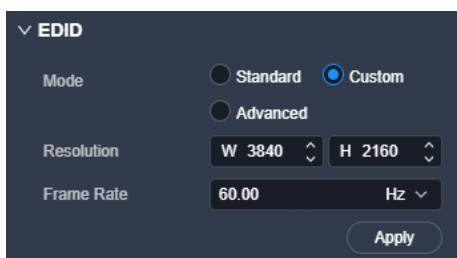 EDID
Mode Standard Custom
Advanced
Resolution W 3840 H 2160
Frame Rate 60.00 Hz
Apply